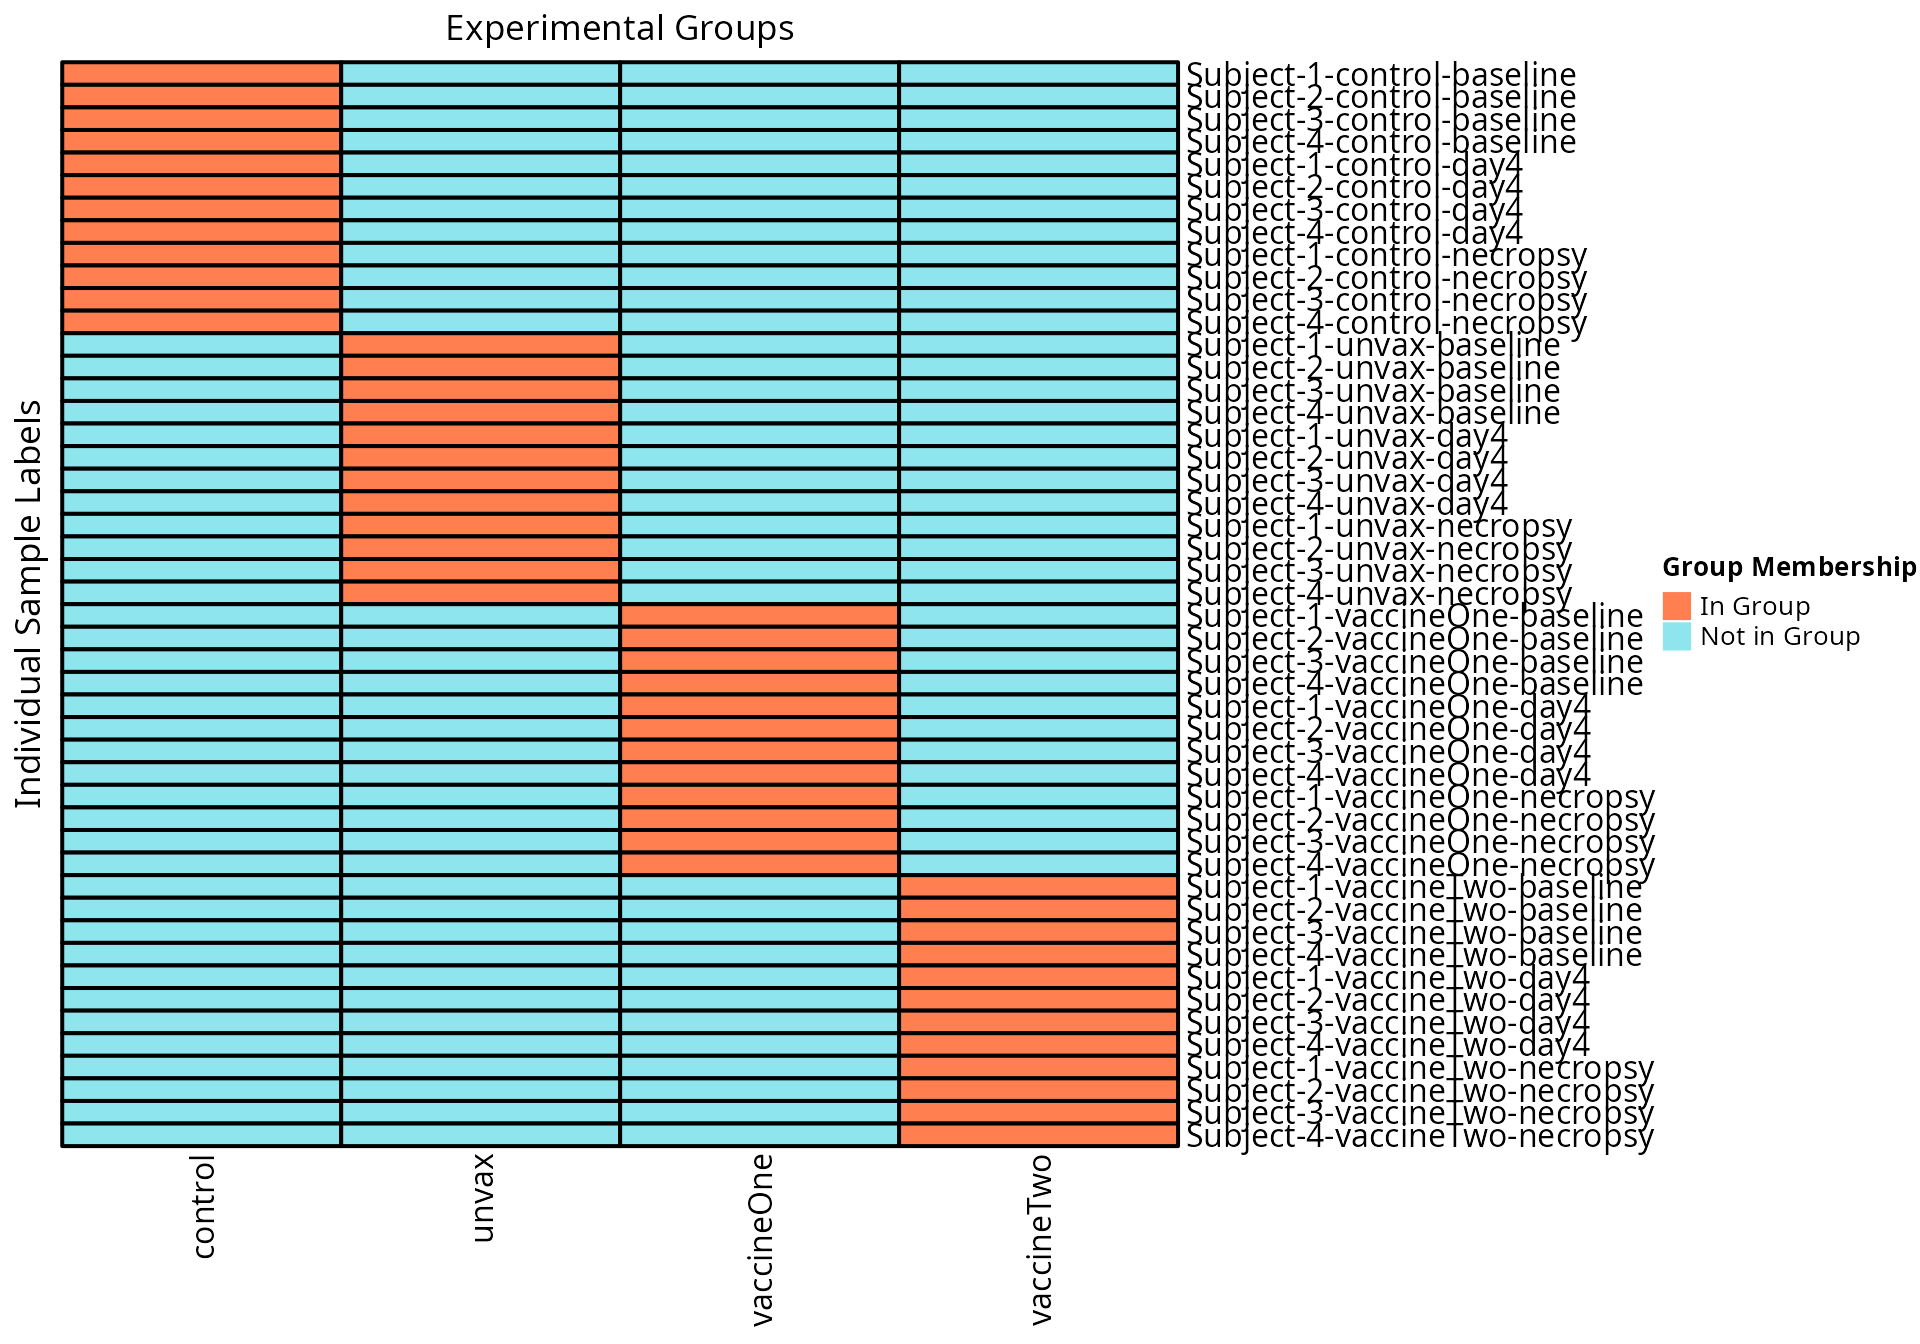 Experimental Groups
Individual Sample Labels
Subject-1-control-baseline
Subject-2-control-baseline
Subject-3-control-baseline
Subject-4-control-baseline
Subject-1-control-day4
Subject-2-control-day4
Subject-3-control-day4
Subject-4-control-day4
Subject-1-control-necropsy
Subject-2-control-necropsy
Subject-3-control-necropsy
Subject-4-control-necropsy
Subject-1-unvax-baseline
Subject-2-unvax-baseline
Subject-3-unvax-baseline
Subject-4-unvax-baseline
Subject-1-unvax-day4
Subject-2-unvax-day4
Subject-3-unvax-day4
Subject-4-unvax-day4
Subject-1-unvax-necropsy
Subject-2-unvax-necropsy
Subject-3-unvax-necropsy
Subject-4-unvax-necropsy
Subject-1-vaccineOne-baseline
Subject-2-vaccineOne-baseline
Subject-3-vaccineOne-baseline
Subject-4-vaccineOne-baseline
Subject-1-vaccineOne-day4
Subject-2-vaccineOne-day4
Subject-3-vaccineOne-day4
Subject-4-vaccineOne-day4
Subject-1-vaccineOne-necropsy
Subject-2-vaccineOne-necropsy
Subject-3-vaccineOne-necropsy
Subject-4-vaccineOne-necropsy
Subject-1-vaccineTwo-baseline
Subject-2-vaccineTwo-baseline
Subject-3-vaccineTwo-baseline
Subject-4-vaccineTwo-baseline
Subject-1-vaccineTwo-day4
Subject-2-vaccineTwo-day4
Subject-3-vaccineTwo-day4
Subject-4-vaccineTwo-day4
Subject-1-vaccineTwo-necropsy
Subject-2-vaccineTwo-necropsy
Subject-3-vaccineTwo-necropsy
Subject-4-vaccineTwo-necropsy
control
unvax
vaccineOne
vaccineTwo
Group Membership
In Group
Not in Group